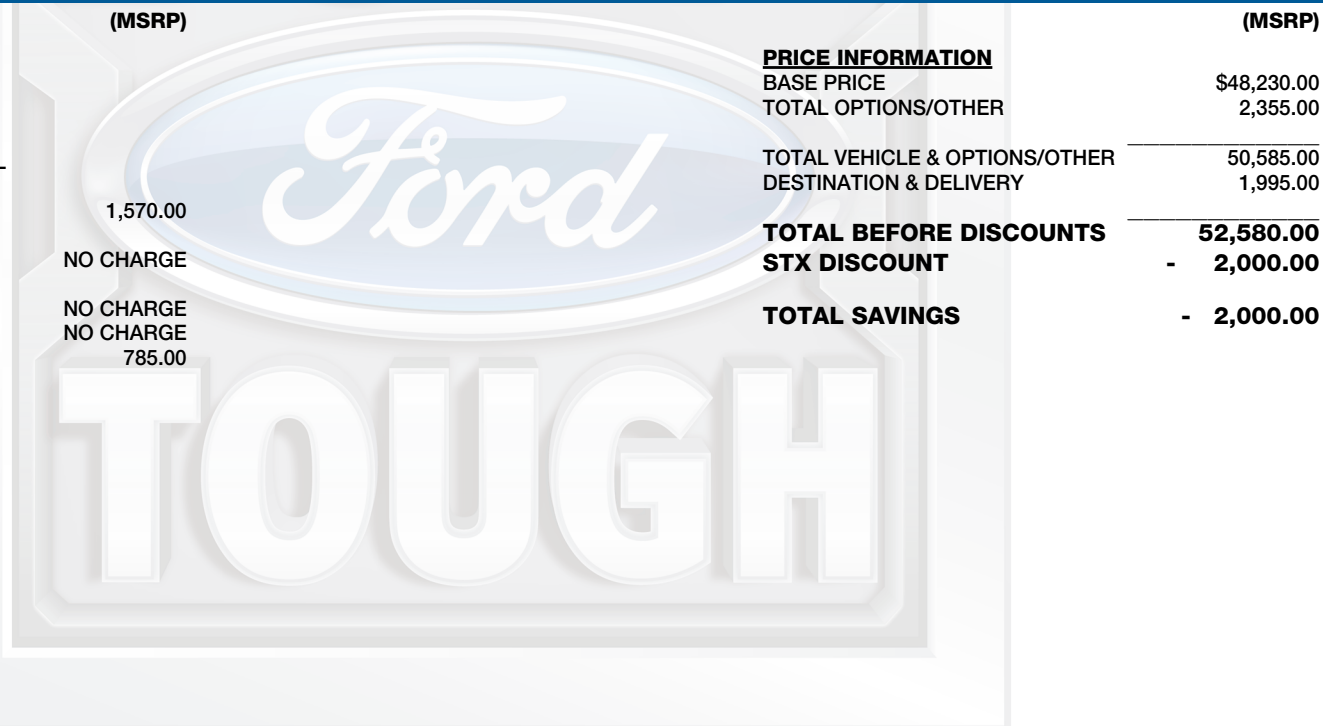 (MSRP)
1,570.00
NO CHARGE
NO CHARGE
NO CHARGE
785.00
Ford
TOUGH
(MSRP)
PRICE INFORMATION
BASE PRICE $48,230.00
TOTAL OPTIONS/OTHER 2,355.00
TOTAL VEHICLE & OPTIONS/OTHER 50,585.00
DESTINATION & DELIVERY 1,995.00
TOTAL BEFORE DISCOUNTS 52,580.00
STX DISCOUNT - 2,000.00
TOTAL SAVINGS - 2,000.00